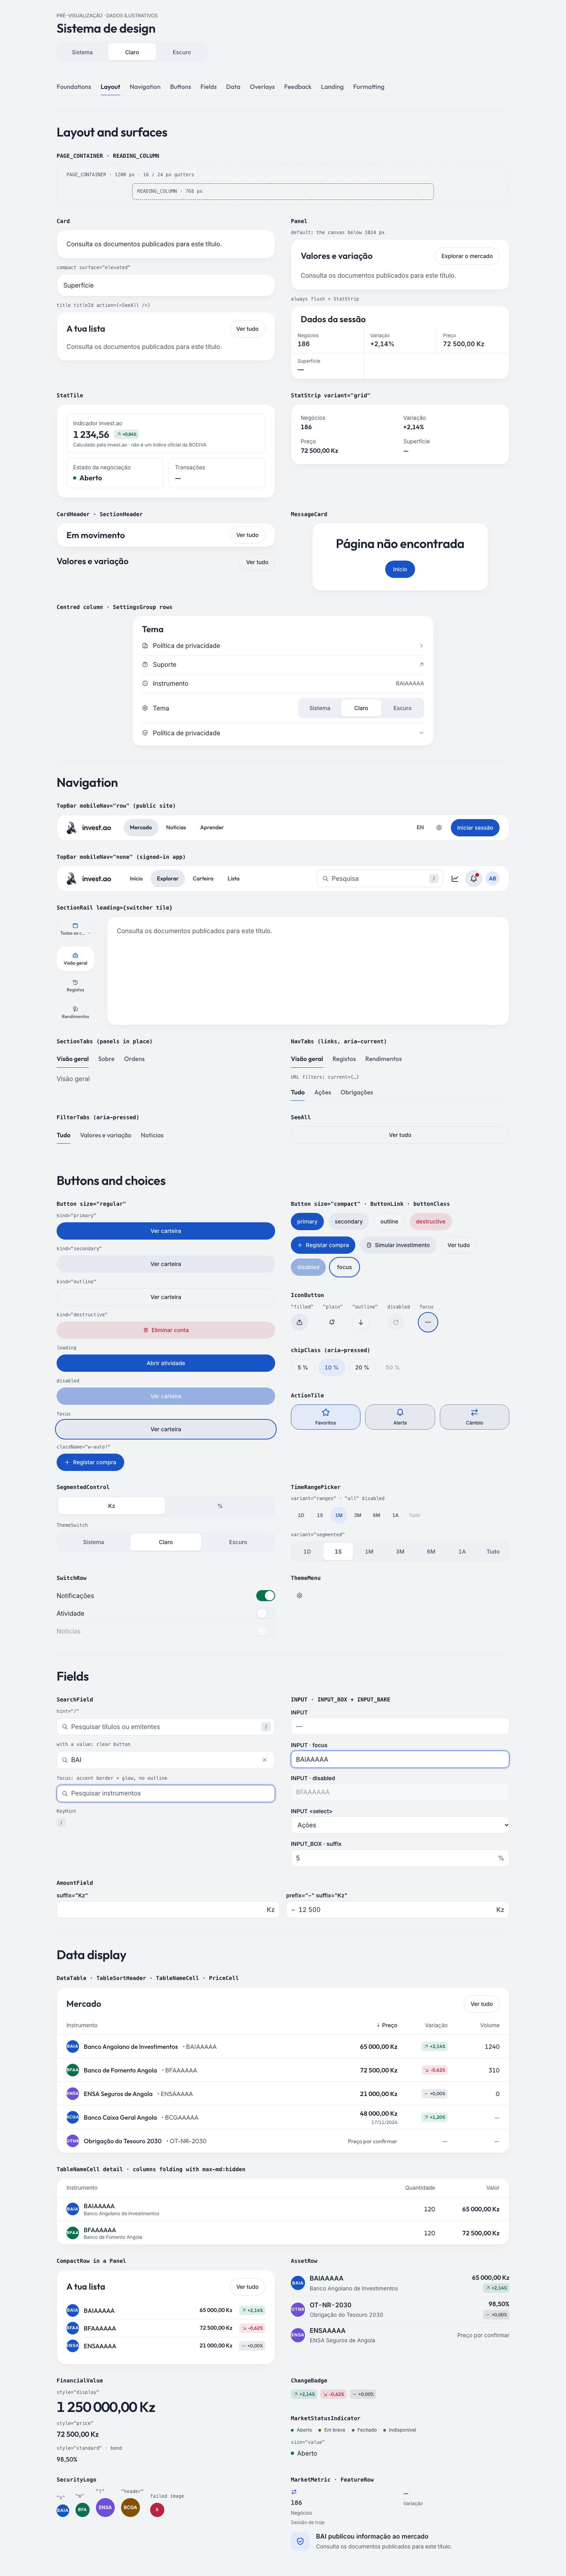 PRÉ-VISUALIZAÇÃO · DADOS ILUSTRATIVOS
Sistema de design
Sistema Claro Escuro
Foundations Layout Navigation Buttons Fields Data Overlays Feedback Landing Formatting
Layout and surfaces
PAGE_CONTAINER · READING_COLUMN
PAGE_CONTAINER · 1200 px · 16 / 24 px gutters
READING_COLUMN · 768 px
Card
Consulta os documentos publicados para este título.
compact surface="elevated"
Superfície
title titleId action={<SeeAll />}
A tua lista Ver tudo
Consulta os documentos publicados para este título.
Panel
default: the canvas below 1024 px
Valores e variação Explorar o mercado
Consulta os documentos publicados para este título.
always flush + StatStrip
Dados da sessão
Negócios Variação Preço
186 +2,14% 72 500,00 Kz
Superfície
—
StatTile
Indicador invest.ao
1 234,56 +0,84%
Calculado pela invest.ao · não é um índice oficial da BODIVA
Estado da negociação Transações
Aberto —
StatStrip variant="grid"
Negócios Variação
186 +2,14%
Preço Superfície
72 500,00 Kz —
CardHeader · SectionHeader
Em movimento Ver tudo
Valores e variação Ver tudo
MessageCard
Página não encontrada
Início
Centred column · SettingsGroup rows
Tema
Política de privacidade
Suporte
Instrumento BAIAAAAA
Tema Sistema Claro Escuro
Política de privacidade
Navigation
TopBar mobileNav="row" (public site)
invest.ao Mercado Notícias Aprender EN Iniciar sessão
TopBar mobileNav="none" (signed-in app)
invest.ao Início Explorar Carteira Lista Pesquisa / AB
SectionRail leading={switcher tile}
Todas as c…
Visão geral
Registos
Rendimentos
Consulta os documentos publicados para este título.
SectionTabs (panels in place)
Visão geral Sobre Ordens
Visão geral
NavTabs (links, aria-current)
Visão geral Registos Rendimentos
URL filters: current={…}
Tudo Ações Obrigações
FilterTabs (aria-pressed)
Tudo Valores e variação Notícias
SeeAll
Ver tudo
Buttons and choices
Button size="regular"
kind="primary"
Ver carteira
kind="secondary"
Ver carteira
kind="outline"
Ver carteira
kind="destructive"
Eliminar conta
loading
Abrir atividade
disabled
Ver carteira
focus
Ver carteira
className="w-auto!"
+ Registar compra
Button size="compact" · ButtonLink · buttonClass
primary secondary outline destructive
+ Registar compra Simular investimento Ver tudo
disabled focus
IconButton
"filled" "plain" "outline" disabled focus
chipClass (aria-pressed)
5 % 10 % 20 % 50 %
ActionTile
Favoritos Alerta Câmbio
SegmentedControl
Kz %
ThemeSwitch
Sistema Claro Escuro
TimeRangePicker
variant="ranges" · "all" disabled
1D 1S 1M 3M 6M 1A Tudo
variant="segmented"
1D 1S 1M 3M 6M 1A Tudo
SwitchRow
Notificações
Atividade
Notícias
ThemeMenu
Fields
SearchField
hint="/"
Pesquisar títulos ou emitentes /
with a value: clear button
BAI
focus: accent border + glow, no outline
Pesquisar instrumentos
KeyHint
/
INPUT · INPUT_BOX + INPUT_BARE
INPUT
—
INPUT · focus
BAIAAAAA
INPUT · disabled
BFAAAAAA
INPUT <select>
Ações
INPUT_BOX · suffix
5 %
AmountField
suffix="Kz" prefix="-" suffix="Kz"
Kz − 12 500 Kz
Data display
DataTable · TableSortHeader · TableNameCell · PriceCell
Mercado Ver tudo
Instrumento ↓ Preço Variação Volume
BAIA Banco Angolano de Investimentos · BAIAAAAA 65 000,00 Kz +2,14% 1240
BFAA Banco de Fomento Angola · BFAAAAAA 72 500,00 Kz −0,62% 310
ENSA ENSA Seguros de Angola · ENSAAAAA 21 000,00 Kz +0,00% 0
BCGA Banco Caixa Geral Angola · BCGAAAAA 48 000,00 Kz +1,20% —
17/11/2026
OTNR Obrigação do Tesouro 2030 · OT-NR-2030 Preço por confirmar — —
TableNameCell detail · columns folding with max-md:hidden
Instrumento Quantidade Valor
BAIA BAIAAAAA 120 65 000,00 Kz
Banco Angolano de Investimentos
BFAA BFAAAAAA 120 72 500,00 Kz
Banco de Fomento Angola
CompactRow in a Panel
A tua lista Ver tudo
BAIA BAIAAAAA 65 000,00 Kz +2,14%
BFAA BFAAAAAA 72 500,00 Kz −0,62%
ENSA ENSAAAAA 21 000,00 Kz +0,00%
AssetRow
BAIA BAIAAAAA 65 000,00 Kz
Banco Angolano de Investimentos +2,14%
OTNR OT-NR-2030 98,50%
Obrigação do Tesouro 2030 +0,00%
ENSA ENSAAAAA Preço por confirmar
ENSA Seguros de Angola
FinancialValue
style="display"
1 250 000,00 Kz
style="price"
72 500,00 Kz
style="standard" · bond
98,50%
ChangeBadge
+2,14% −0,62% +0,00%
MarketStatusIndicator
Aberto Em breve Fechado Indisponível
size="value"
Aberto
SecurityLogo
"s" "m" "l" "header" failed image
BAIA BFA ENSA BCGA X
MarketMetric · FeatureRow
186 —
Negócios Variação
Sessão de hoje
BAI publicou informação ao mercado
Consulta os documentos publicados para este título.